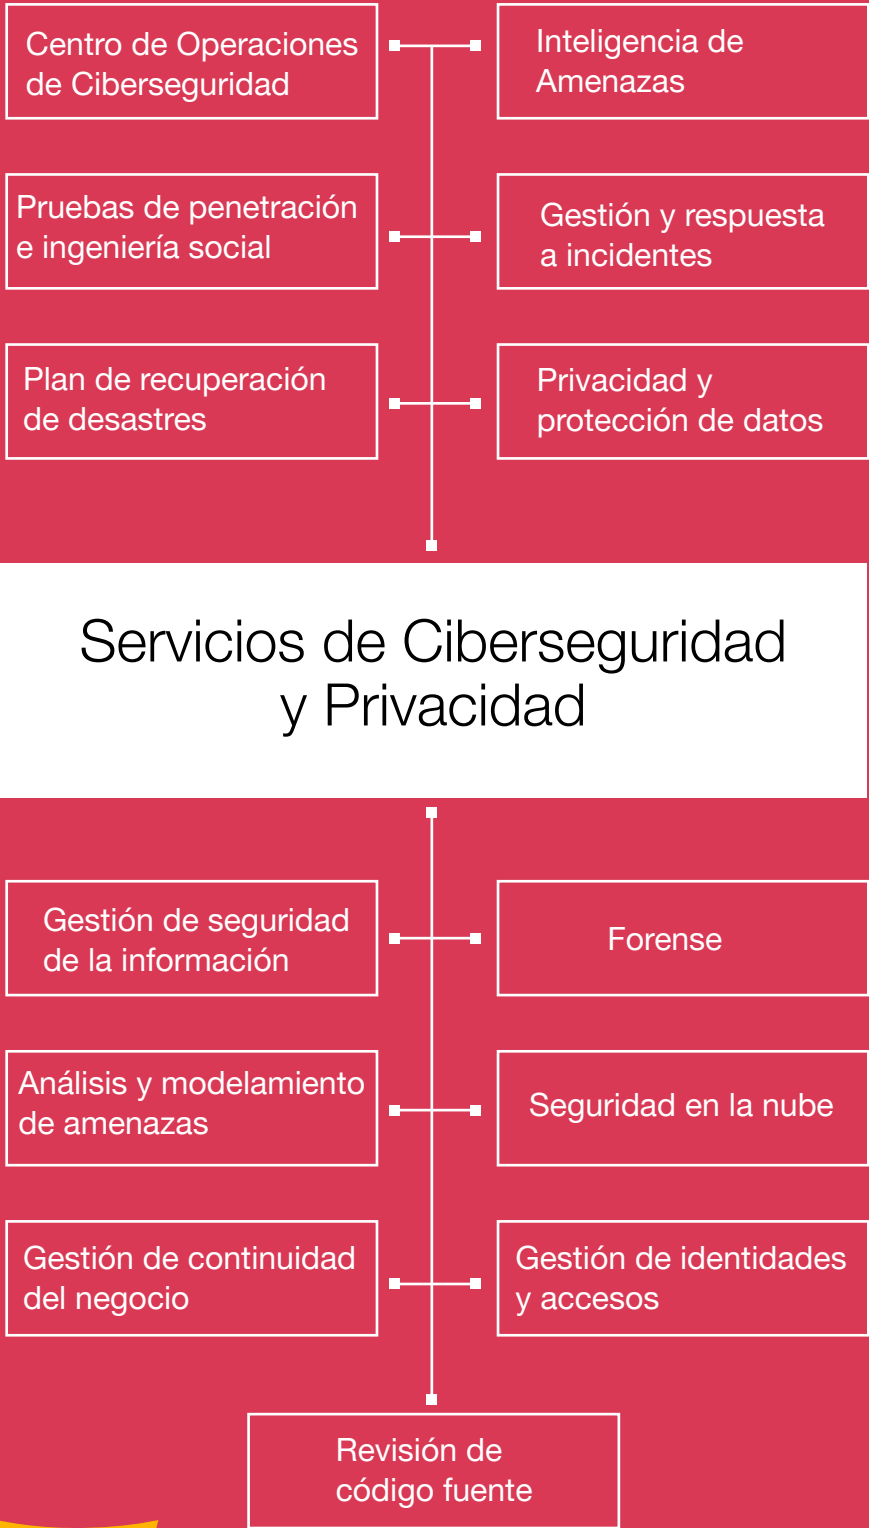 Centro de Operaciones
de Ciberseguridad
Inteligencia de
Amenazas
Pruebas de penetración
e ingeniería social
Gestión y respuesta
a incidentes
Plan de recuperación
de desastres
Privacidad y
protección de datos
Servicios de Ciberseguridad
y Privacidad
Gestión de seguridad
de la información
Forense
Análisis y modelamiento
de amenazas
Seguridad en la nube
Gestión de continuidad
del negocio
Gestión de identidades
y accesos
Revisión de
código fuente